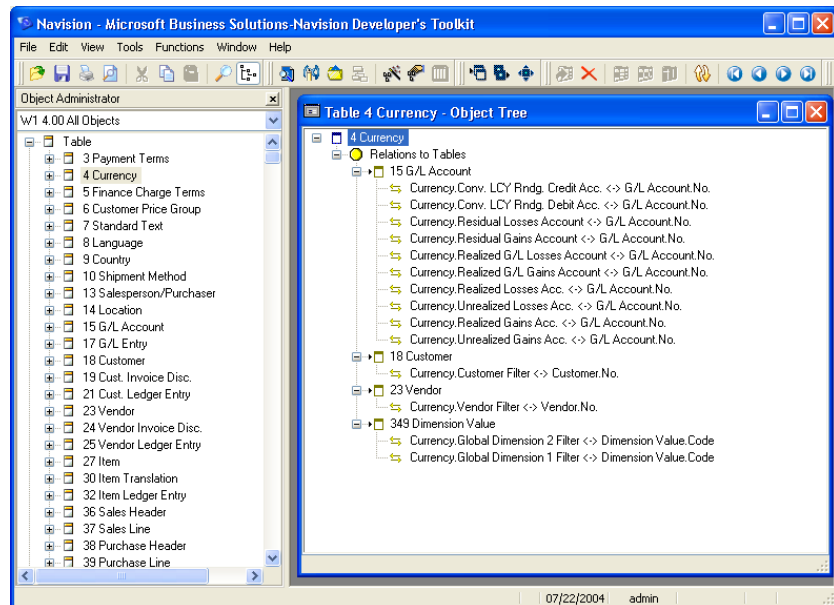 Navision - Microsoft Business Solutions-Navision Developer's Toolkit
File Edit View Tools Functions Window Help
Object Administrator
W1 4.00 All Objects
Table
3 Payment Terms
4 Currency
5 Finance Charge Terms
6 Customer Price Group
7 Standard Text
8 Language
9 Country
10 Shipment Method
13 Salesperson/Purchaser
14 Location
15 G/L Account
17 G/L Entry
18 Customer
19 Cust. Invoice Disc.
21 Cust. Ledger Entry
23 Vendor
24 Vendor Invoice Disc.
25 Vendor Ledger Entry
27 Item
30 Item Translation
32 Item Ledger Entry
36 Sales Header
37 Sales Line
38 Purchase Header
39 Purchase Line
Table 4 Currency - Object Tree
4 Currency
Relations to Tables
15 G/L Account
Currency.Conv. LCY Rndg. Credit Acc. <-> G/L Account.No.
Currency.Conv. LCY Rndg. Debit Acc. <-> G/L Account.No.
Currency.Residual Losses Account <-> G/L Account.No.
Currency.Residual Gains Account <-> G/L Account.No.
Currency.Realized G/L Losses Account <-> G/L Account.No.
Currency.Realized G/L Gains Account <-> G/L Account.No.
Currency.Realized Losses Acc. <-> G/L Account.No.
Currency.Unrealized Losses Acc. <-> G/L Account.No.
Currency.Realized Gains Acc. <-> G/L Account.No.
Currency.Unrealized Gains Acc. <-> G/L Account.No.
18 Customer
Currency.Customer Filter <-> Customer.No.
23 Vendor
Currency.Vendor Filter <-> Vendor.No.
349 Dimension Value
Currency.Global Dimension 2 Filter <-> Dimension Value.Code
Currency.Global Dimension 1 Filter <-> Dimension Value.Code
07/22/2004 admin